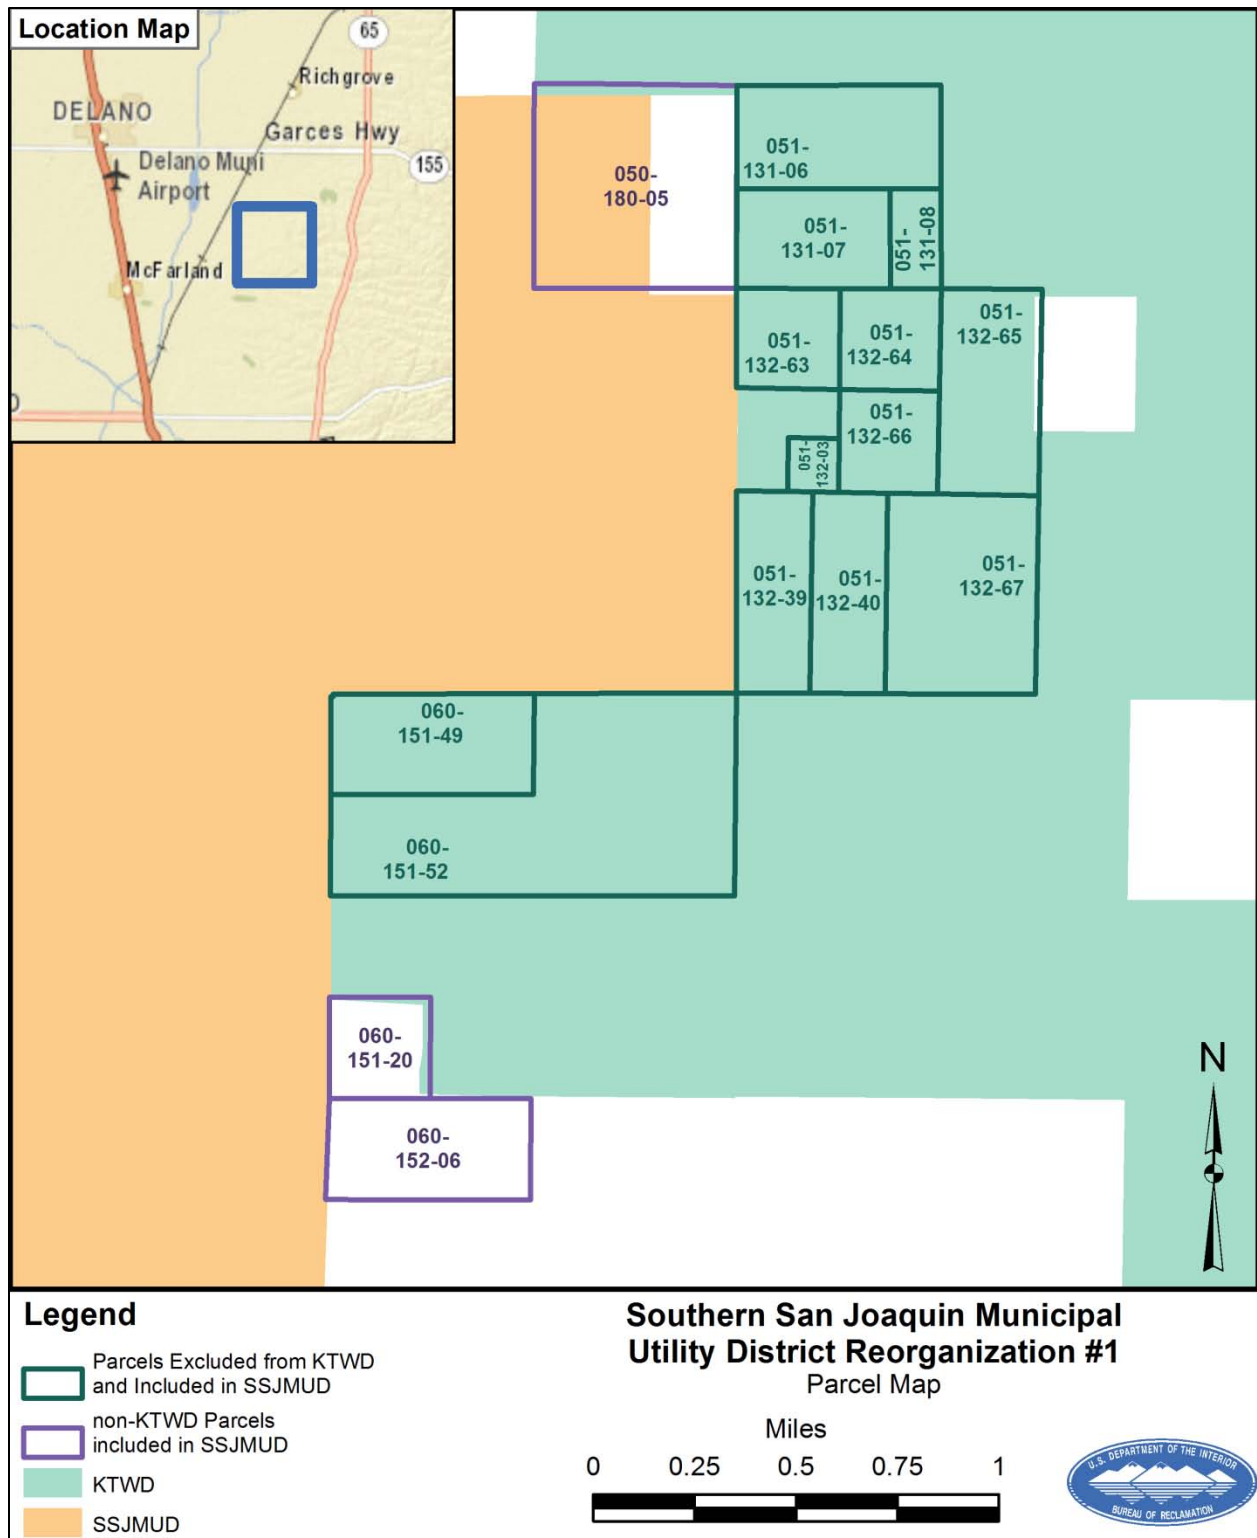 Location Map
65
Richgrove
DELANO
Garces Hwy
Delano Muni
Airport
155
McFarland
050-
180-05
051-
131-06
051-
131-07
051-
131-08
051-
132-63
051-
132-64
051-
132-65
051-
132-66
051-
132-03
051-
132-39
051-
132-40
051-
132-67
060-
151-49
060-
151-52
060-
151-20
060-
152-06
N
Legend
Parcels Excluded from KTWD
and Included in SSJMUD
non-KTWD Parcels
included in SSJMUD
KTWD
SSJMUD
Southern San Joaquin Municipal
Utility District Reorganization #1
Parcel Map
Miles
0 0.25 0.5 0.75 1
U.S. DEPARTMENT OF THE INTERIOR
BUREAU OF RECLAMATION